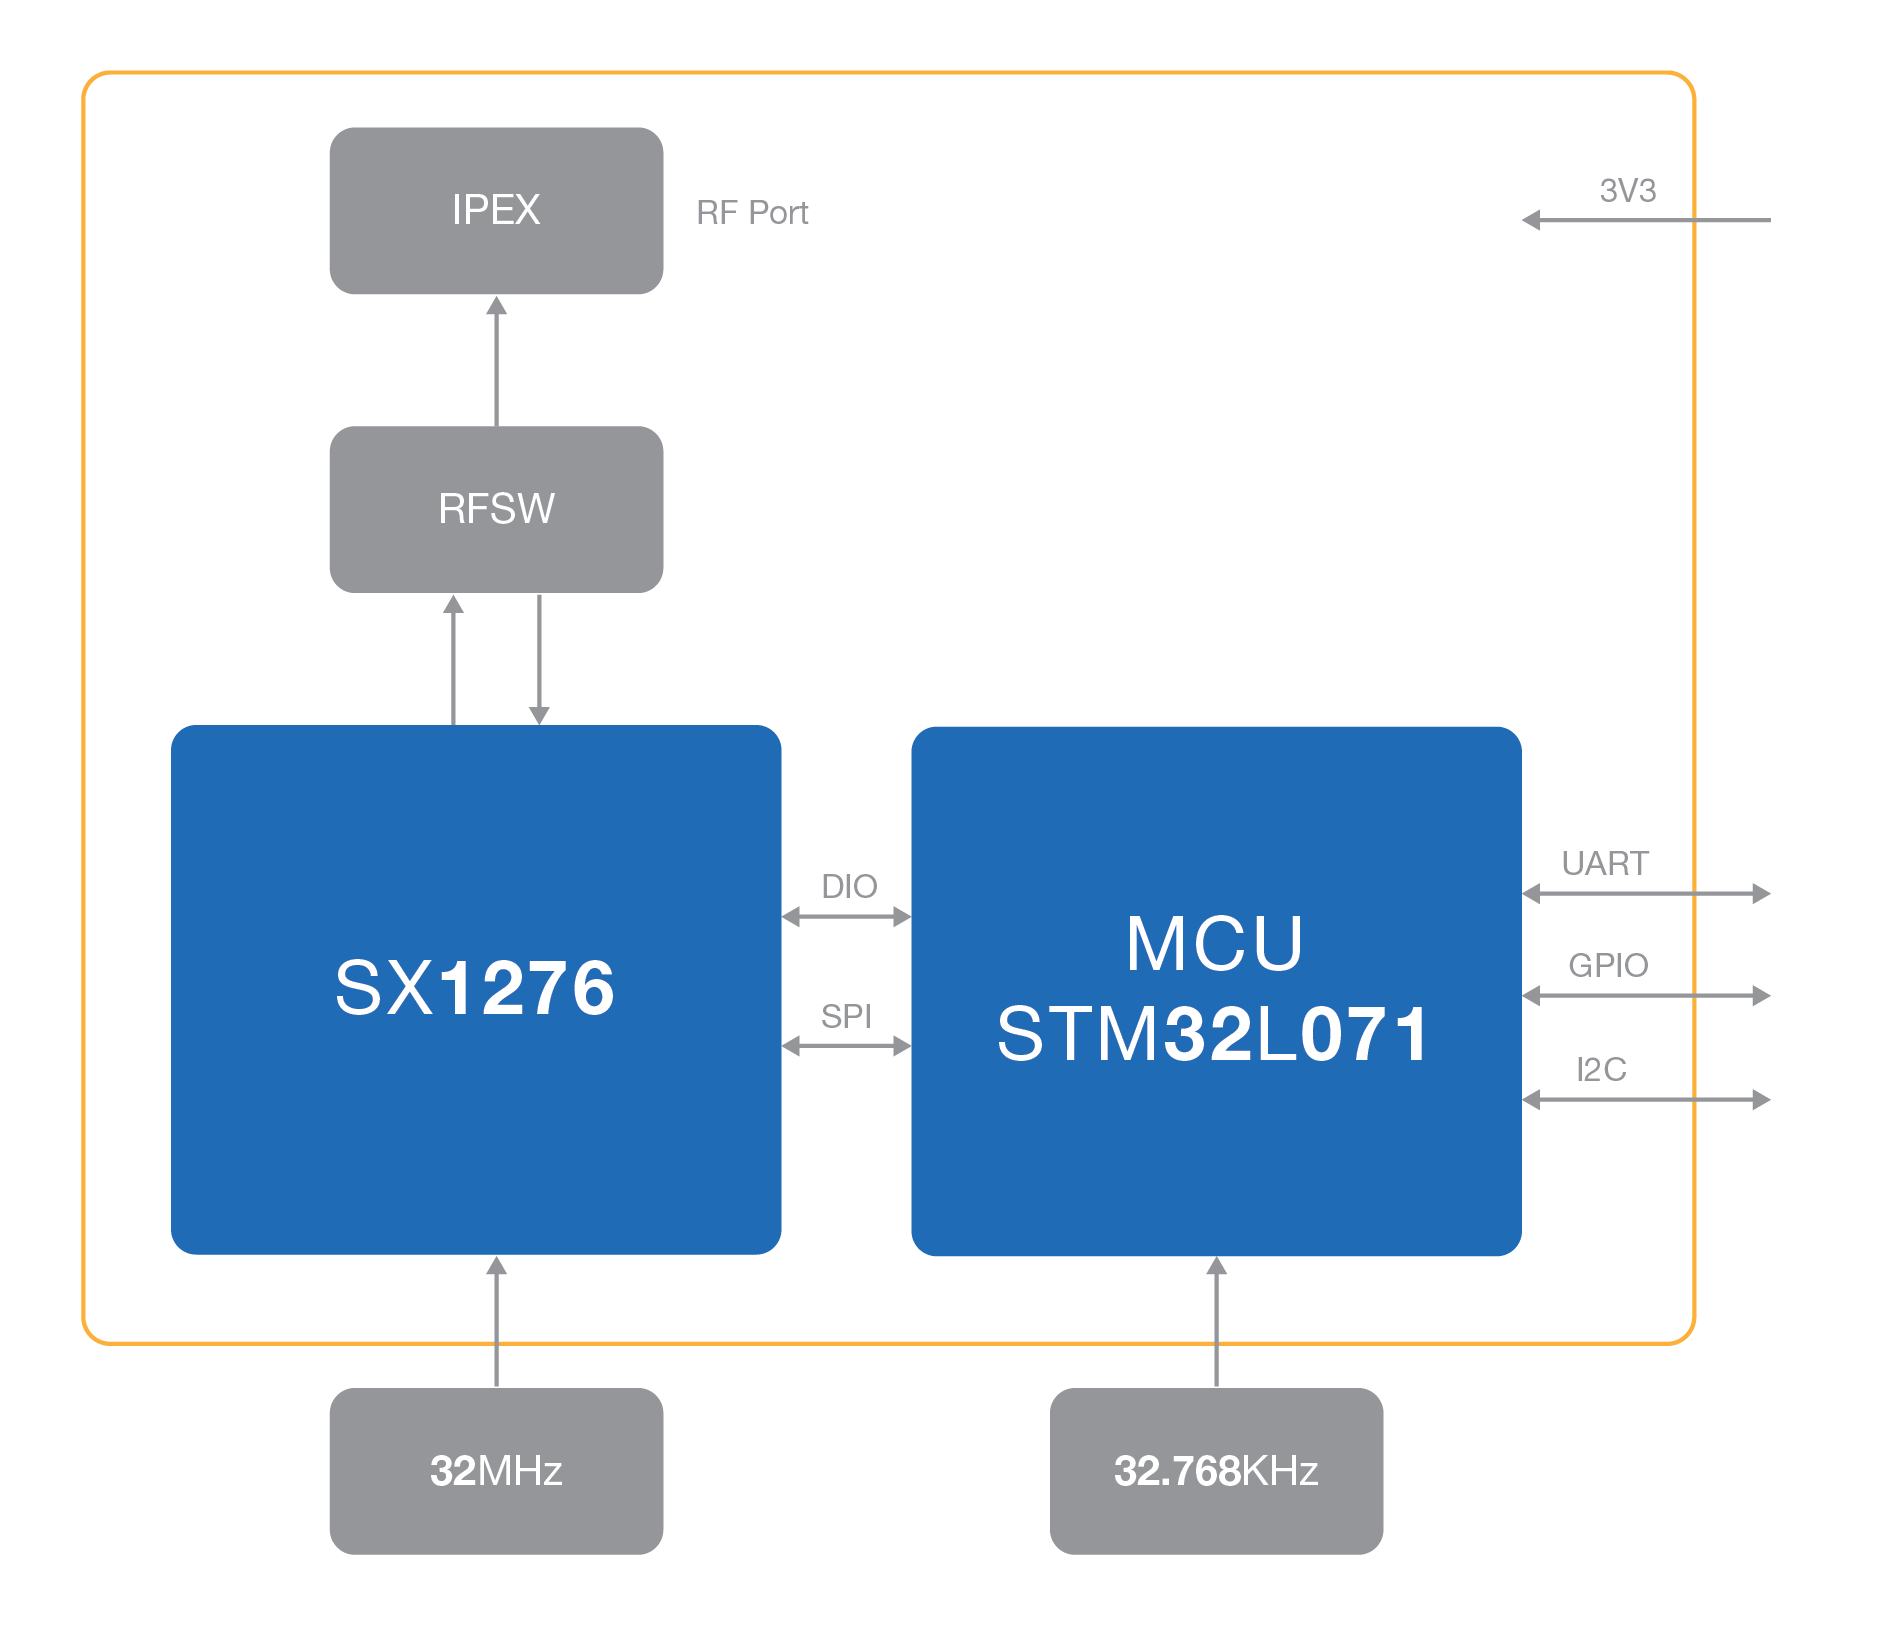 IPEX
RF Port
3V3
RFSW
DIO
SPI
SX1276
MCU
STM32L071
UART
GPIO
I2C
32MHz
32.768KHz